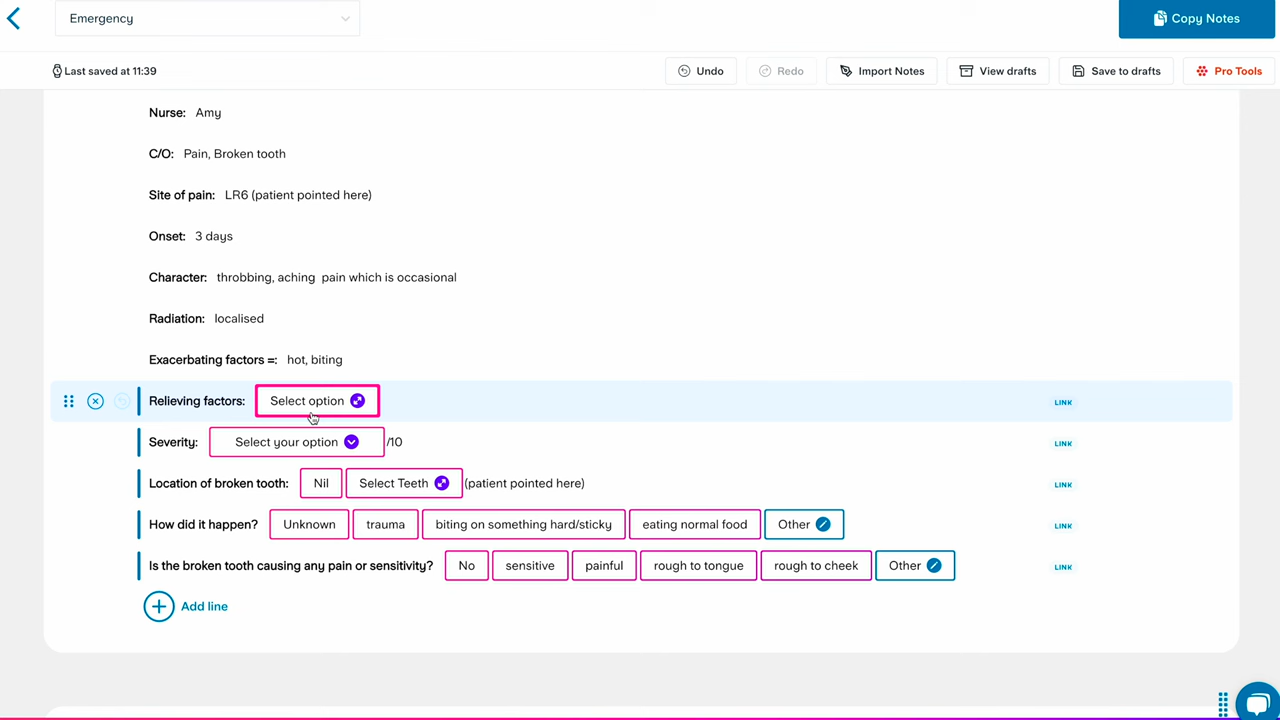 Emergency
Copy Notes
Last saved at 11:39
Undo
Redo
Import Notes
View drafts
Save to drafts
Pro Tools
Nurse: Amy
C/O: Pain, Broken tooth
Site of pain: LR6 (patient pointed here)
Onset: 3 days
Character: throbbing, aching pain which is occasional
Radiation: localised
Exacerbating factors =: hot, biting
Relieving factors: Select option LINK
Severity: Select your option /10 LINK
Location of broken tooth: Nil Select Teeth (patient pointed here) LINK
How did it happen? Unknown trauma biting on something hard/sticky eating normal food Other LINK
Is the broken tooth causing any pain or sensitivity? No sensitive painful rough to tongue rough to cheek Other LINK
Add line